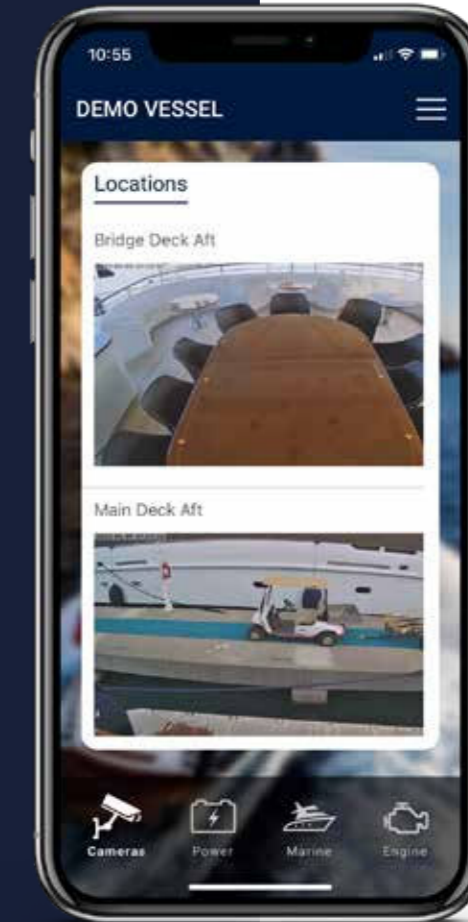 10:55
DEMO VESSEL
Locations
Bridge Deck Aft
Main Deck Aft
Cameras
Power
Marine
Engine